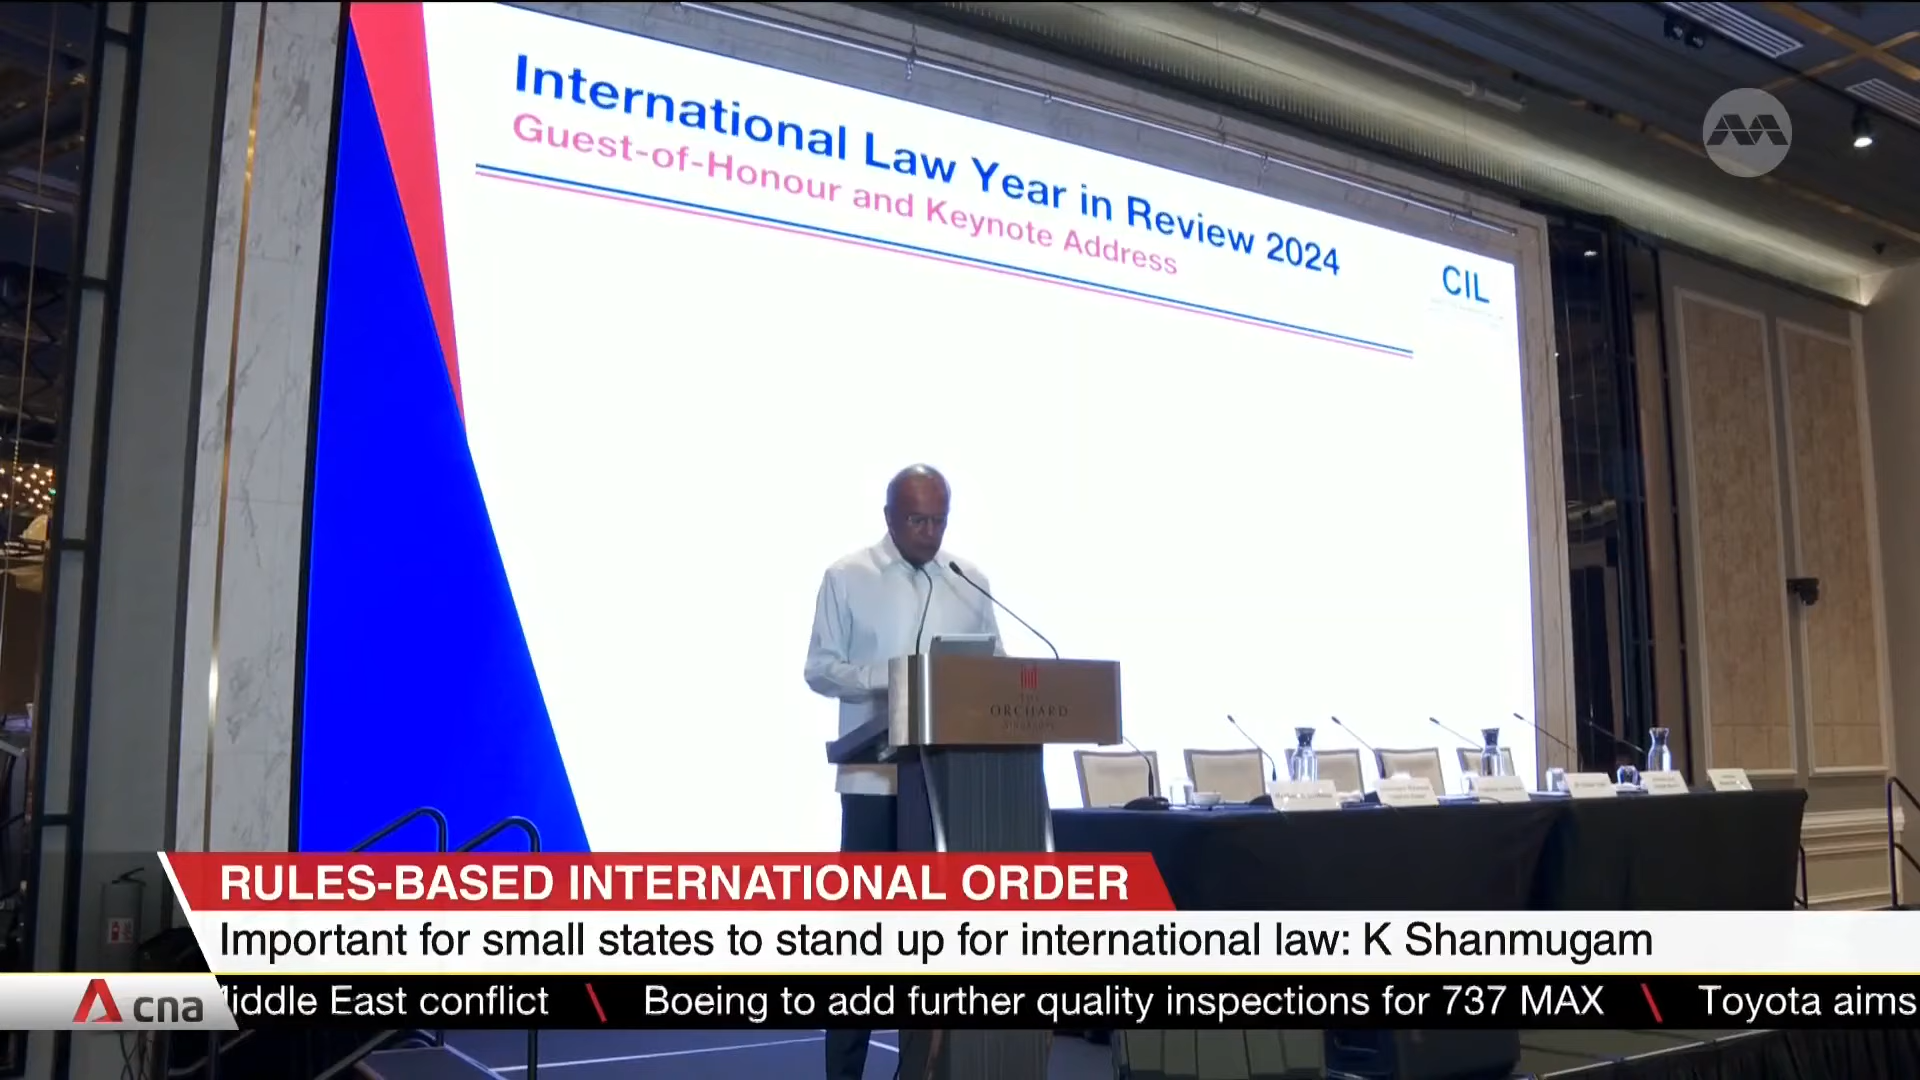 International Law Year in Review 2024
Guest-of-Honour and Keynote Address
CIL
THE
ORCHARD
RULES-BASED INTERNATIONAL ORDER
Important for small states to stand up for international law: K Shanmugam
cna
iddle East conflict \ Boeing to add further quality inspections for 737 MAX \ Toyota aims